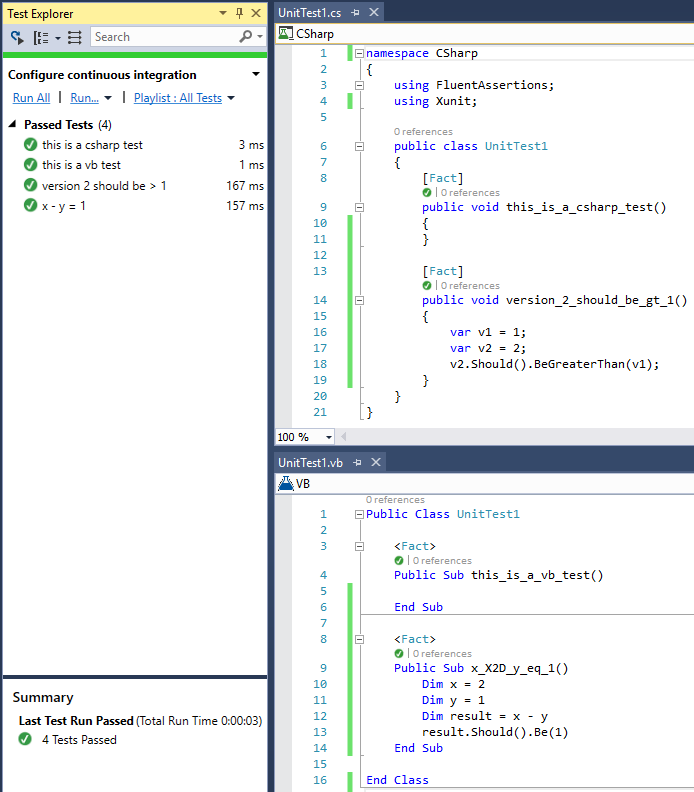 Test Explorer
Search
Configure continuous integration
Run All | Run... | Playlist : All Tests
Passed Tests (4)
this is a csharp test 3 ms
this is a vb test 1 ms
version 2 should be > 1 167 ms
x - y = 1 157 ms
Summary
Last Test Run Passed (Total Run Time 0:00:03)
4 Tests Passed
UnitTest1.cs
CSharp
1 namespace CSharp
2 {
3 using FluentAssertions;
4 using Xunit;
5
0 references
6 public class UnitTest1
7 {
8 [Fact]
| 0 references
9 public void this_is_a_csharp_test()
10 {
11 }
12
13 [Fact]
| 0 references
14 public void version_2_should_be_gt_1()
15 {
16 var v1 = 1;
17 var v2 = 2;
18 v2.Should().BeGreaterThan(v1);
19 }
20 }
21 }
100 %
UnitTest1.vb
VB
0 references
1 Public Class UnitTest1
2
3 <Fact>
| 0 references
4 Public Sub this_is_a_vb_test()
5
6 End Sub
7
8 <Fact>
| 0 references
9 Public Sub x_X2D_y_eq_1()
10 Dim x = 2
11 Dim y = 1
12 Dim result = x - y
13 result.Should().Be(1)
14 End Sub
15
16 End Class